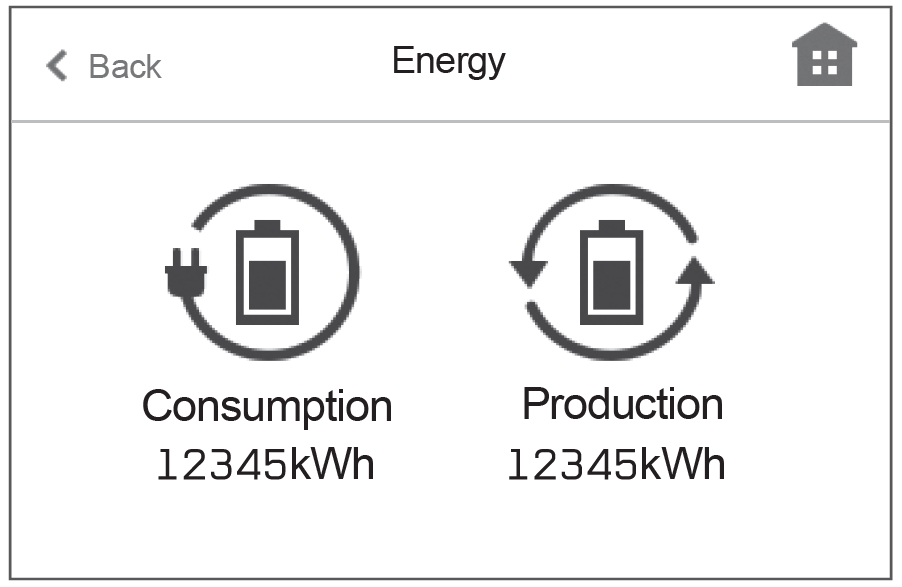 Back
Energy
Consumption
12345kWh
Production
12345kWh